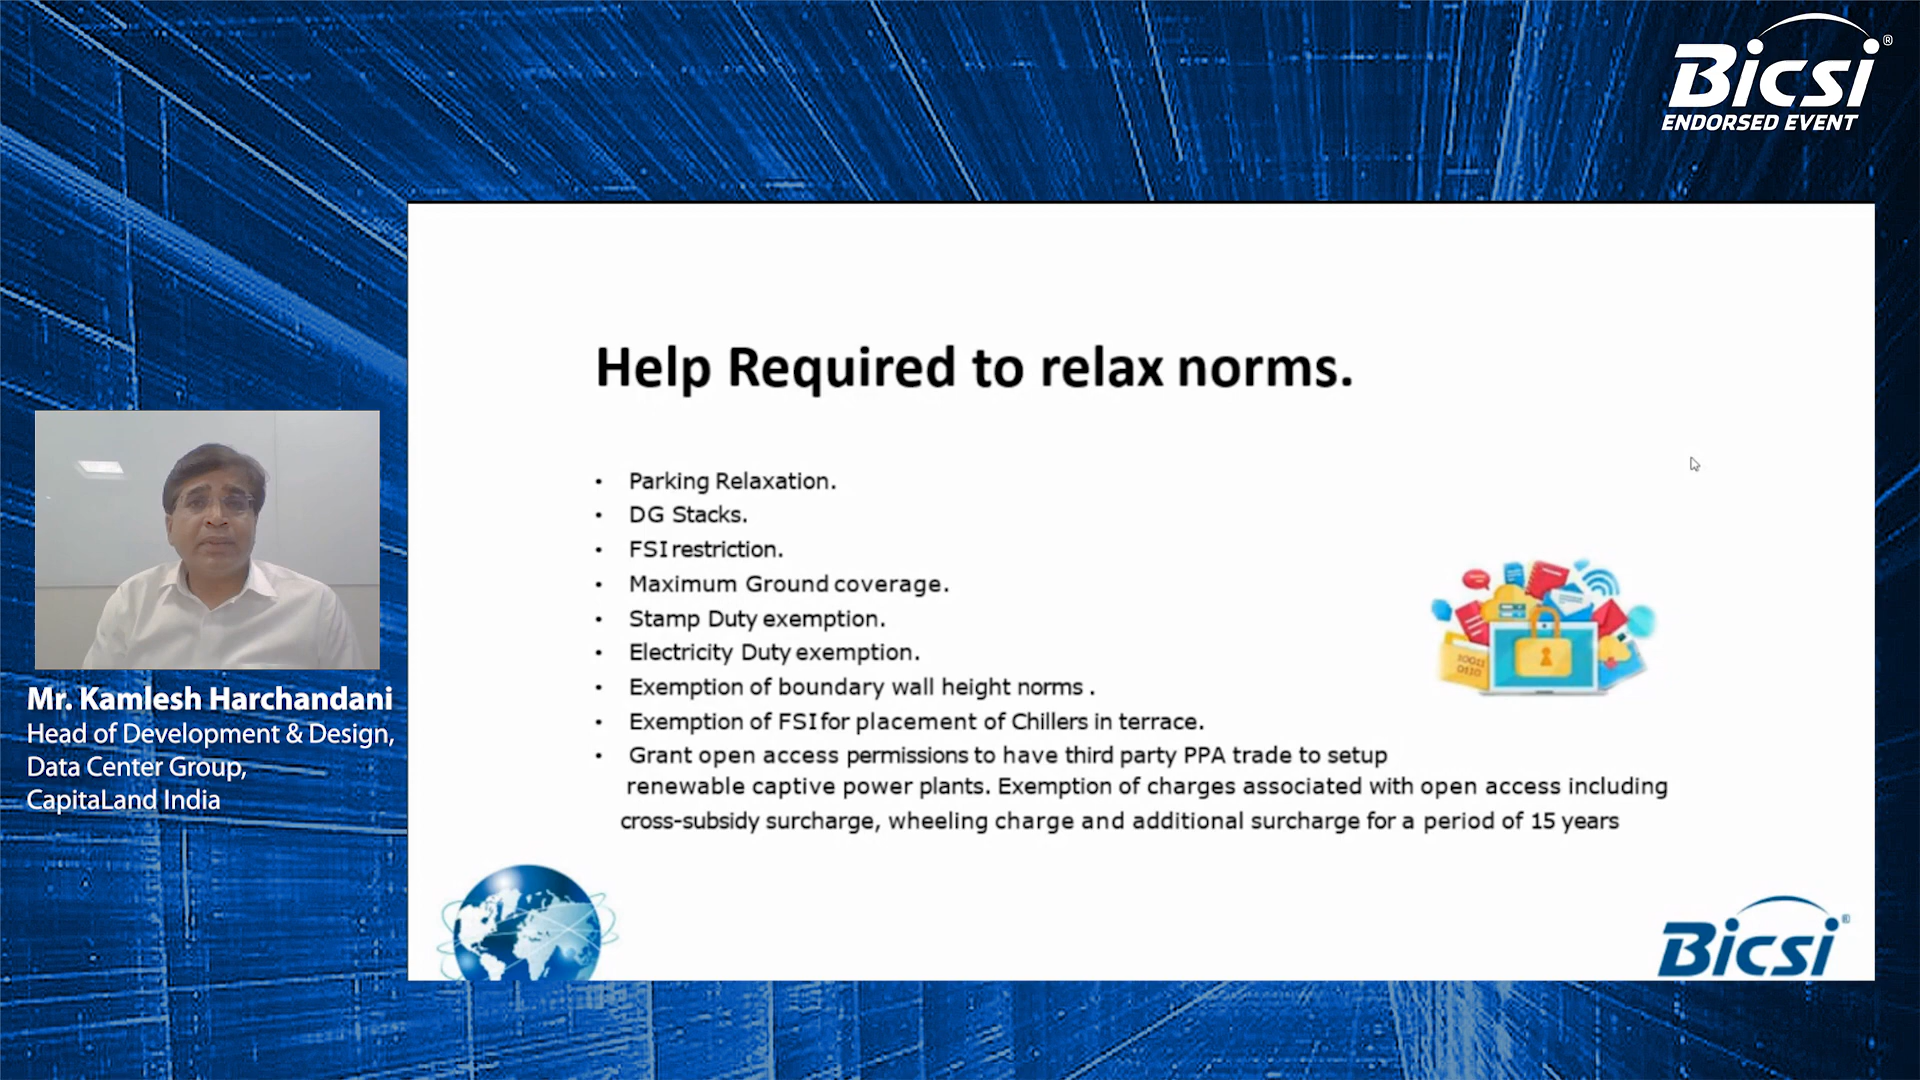 Bicsi®
ENDORSED EVENT
Help Required to relax norms.
• Parking Relaxation.
• DG Stacks.
• FSI restriction.
• Maximum Ground coverage.
• Stamp Duty exemption.
• Electricity Duty exemption.
• Exemption of boundary wall height norms .
• Exemption of FSI for placement of Chillers in terrace.
• Grant open access permissions to have third party PPA trade to setup
renewable captive power plants. Exemption of charges associated with open access including
cross-subsidy surcharge, wheeling charge and additional surcharge for a period of 15 years
Mr. Kamlesh Harchandani
Head of Development & Design,
Data Center Group,
CapitaLand India
10011
0110
Bicsi®